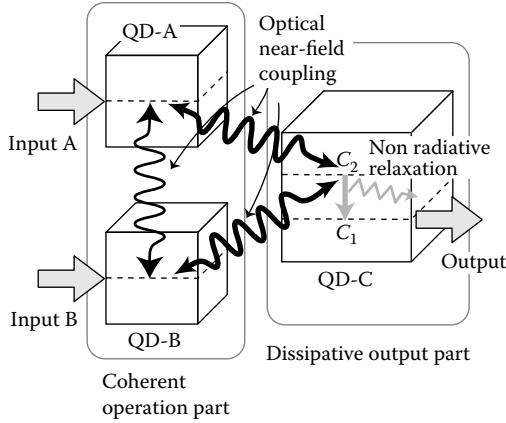 QD-A
Optical
near-field
coupling
Input A
Non radiative
relaxation
C2
C1
Output
QD-C
Input B
QD-B
Dissipative output part
Coherent
operation part